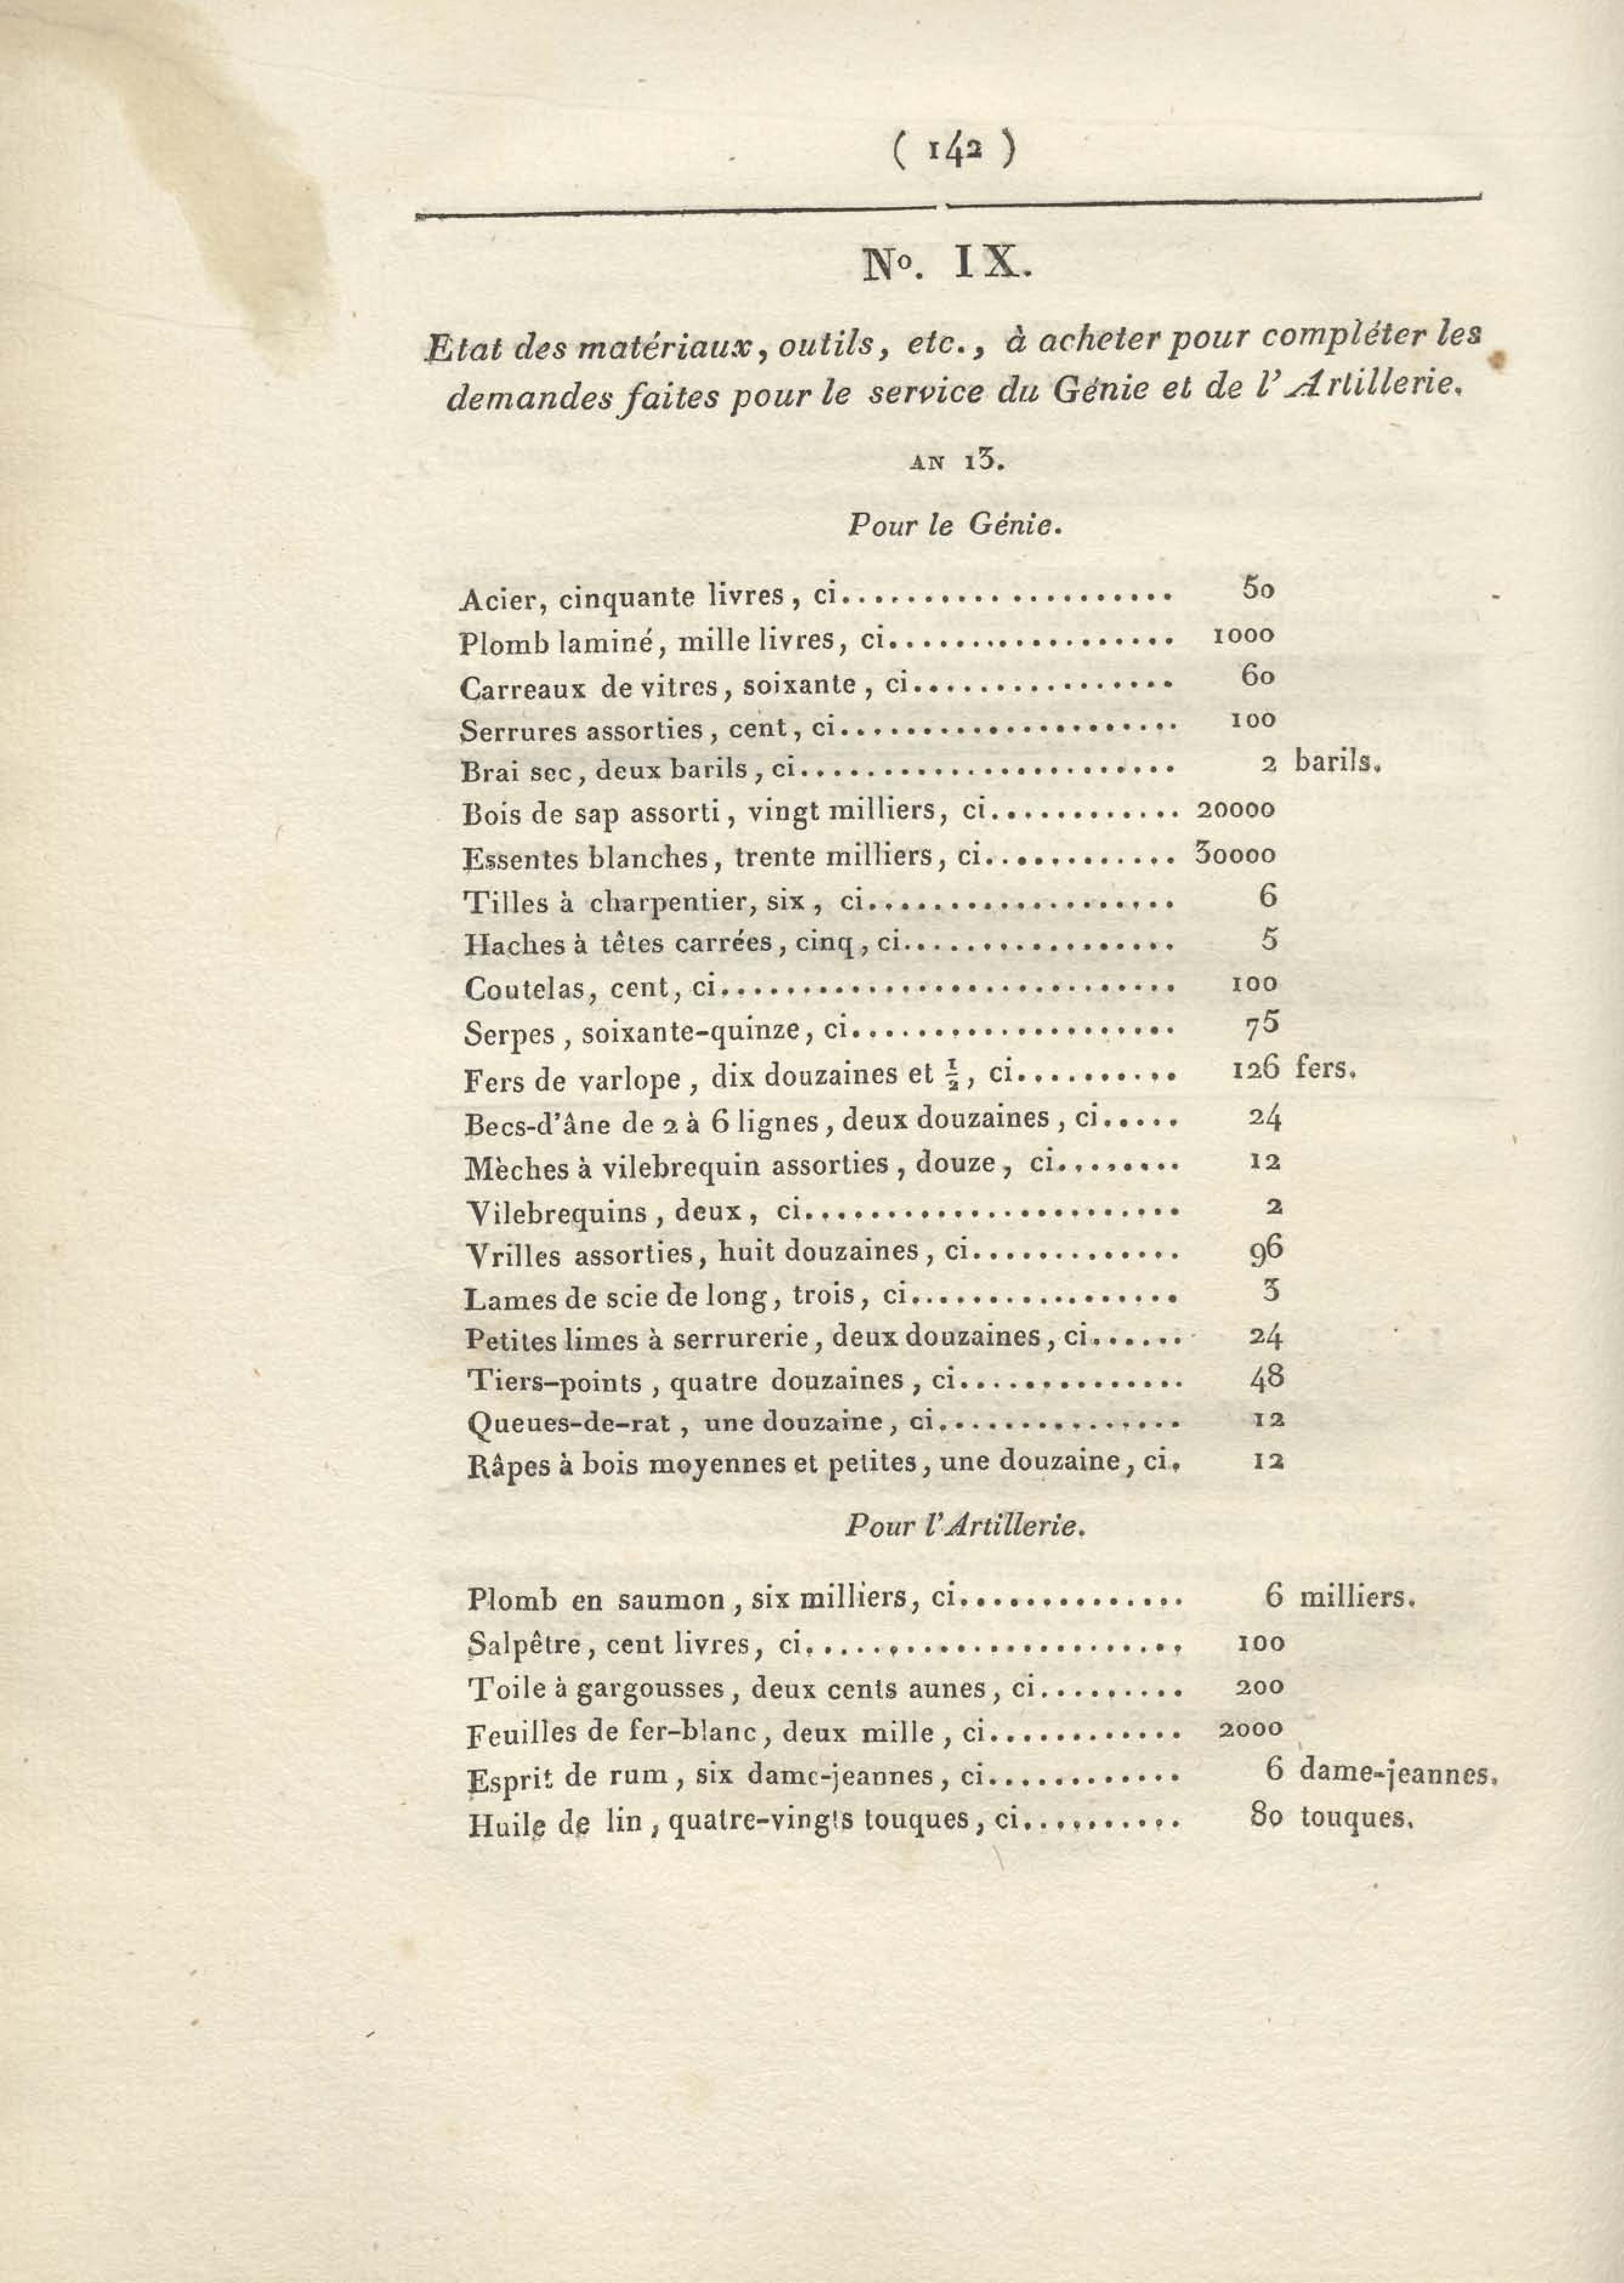 ( 142 )
No. IX.
Etat des matériaux, outils, etc., à acheter pour compléter les
demandes faites pour le service du Génie et de l'Artillerie.
AN 13.
Pour le Génie.
Acier, cinquante livres, ci..................... 50
Plomb laminé, mille livres, ci.................. 1000
Carreaux de vitres, soixante, ci................ 60
Serrures assorties, cent, ci..................... 100
Brai sec, deux barils, ci....................... 2 barils.
Bois de sap assorti, vingt milliers, ci............ 20000
Essentes blanches, trente milliers, ci............ 30000
Tilles à charpentier, six, ci................... 6
Haches à têtes carrées, cinq, ci................. 5
Coutelas, cent, ci............................ 100
Serpes, soixante-quinze, ci.................... 75
Fers de varlope, dix douzaines et ½, ci.......... 126 fers.
Becs-d'âne de 2 à 6 lignes, deux douzaines, ci..... 24
Mèches à vilebrequin assorties, douze, ci........ 12
Vilebrequins, deux, ci....................... 2
Vrilles assorties, huit douzaines, ci............. 96
Lames de scie de long, trois, ci................. 3
Petites limes à serrurerie, deux douzaines, ci...... 24
Tiers-points, quatre douzaines, ci.............. 48
Queues-de-rat, une douzaine, ci............... 12
Râpes à bois moyennes et petites, une douzaine, ci. 12
Pour l'Artillerie.
Plomb en saumon, six milliers, ci.............. 6 milliers.
Salpêtre, cent livres, ci....................... 100
Toile à gargousses, deux cents aunes, ci......... 200
Feuilles de fer-blanc, deux mille, ci............ 2000
Esprit de rum, six dame-jeannes, ci............ 6 dame-jeannes.
Huile de lin, quatre-vingts touques, ci.......... 80 touques.